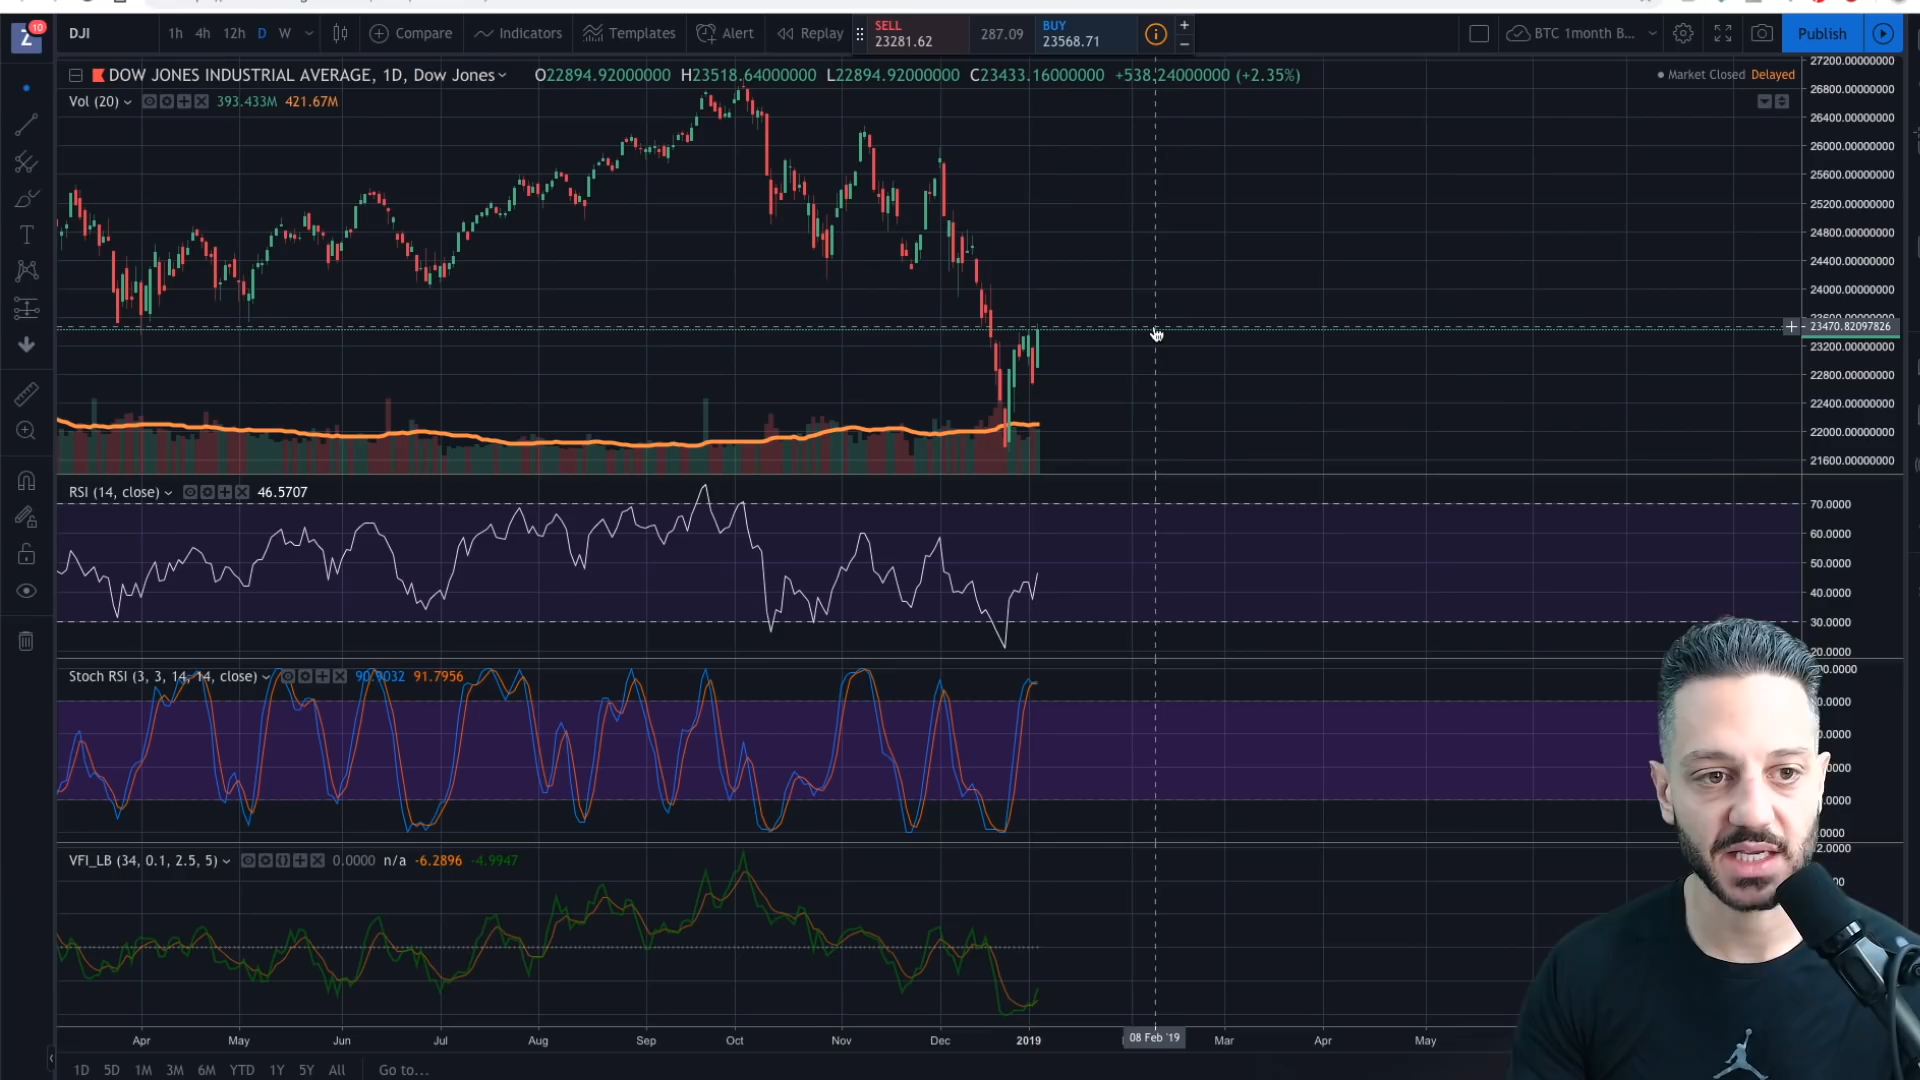 10
Z
DJI
1h 4h 12h D W
Compare
Indicators
Templates
Alert
Replay
SELL
23281.62
287.09
BUY
23568.71
BTC 1month B...
Publish
DOW JONES INDUSTRIAL AVERAGE, 1D, Dow Jones
O22894.92000000 H23518.64000000 L22894.92000000 C23433.16000000 +538.24000000 (+2.35%)
Market Closed Delayed
Vol (20) 393.433M 421.67M
27200.00000000
26800.00000000
26400.00000000
26000.00000000
25600.00000000
25200.00000000
24800.00000000
24400.00000000
24000.00000000
23470.82097826
23200.00000000
22800.00000000
22400.00000000
22000.00000000
21600.00000000
RSI (14, close) 46.5707
70.0000
60.0000
50.0000
40.0000
30.0000
20.0000
Stoch RSI (3, 3, 14, 14, close) 91.7956
VFI_LB (34, 0.1, 2.5, 5) 0.0000 n/a -6.2896 -4.9947
Apr May Jun Jul Aug Sep Oct Nov Dec 2019 08 Feb '19 Mar Apr May
1D 5D 1M 3M 6M YTD 1Y 5Y All Go to...